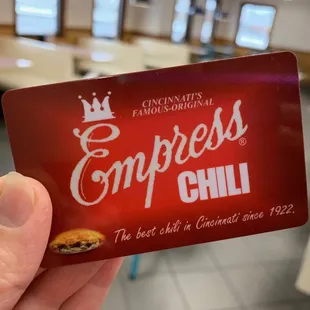 CINCINNATI'S
FAMOUS-ORIGINAL
Empress®
CHILI
The best chili in Cincinnati since 1922.